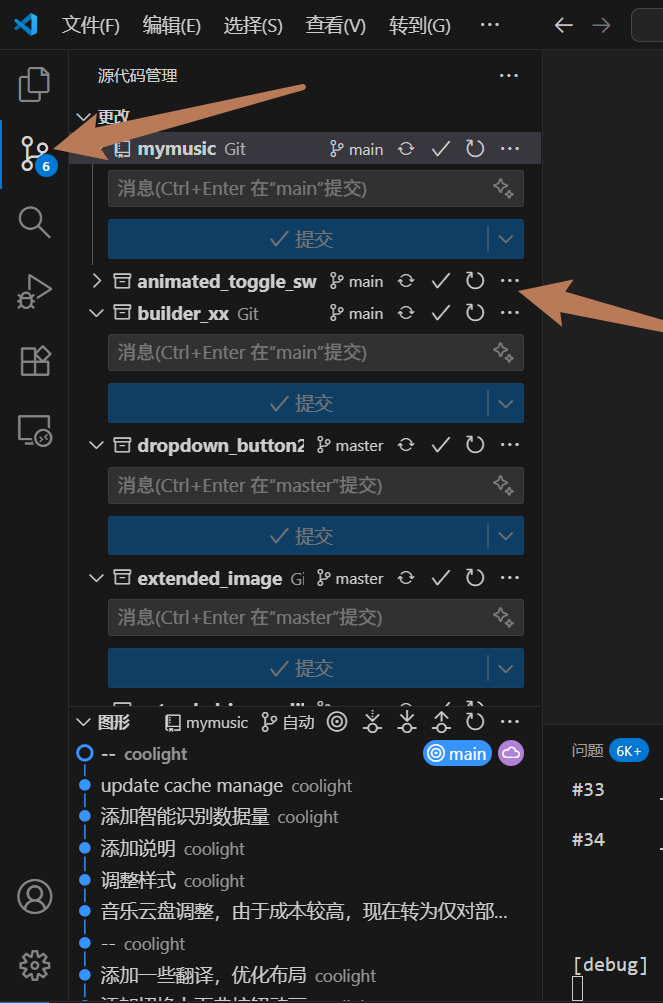 文件(F) 编辑(E) 选择(S) 查看(V) 转到(G) ···
源代码管理 ···
更改
mymusic Git main ···
6
消息(Ctrl+Enter 在"main"提交)
提交
animated_toggle_sw main ···
builder_xx Git main ···
消息(Ctrl+Enter 在"main"提交)
提交
dropdown_button2 master ···
消息(Ctrl+Enter 在"master"提交)
提交
extended_image Gi master ···
消息(Ctrl+Enter 在"master"提交)
提交
图形 mymusic 自动 ···
-- coolight main
update cache manage coolight
添加智能识别数据量 coolight
添加说明 coolight
调整样式 coolight
音乐云盘调整，由于成本较高，现在转为仅对部...
-- coolight
添加一些翻译，优化布局 coolight
问题 6K+
#33
#34
[debug]